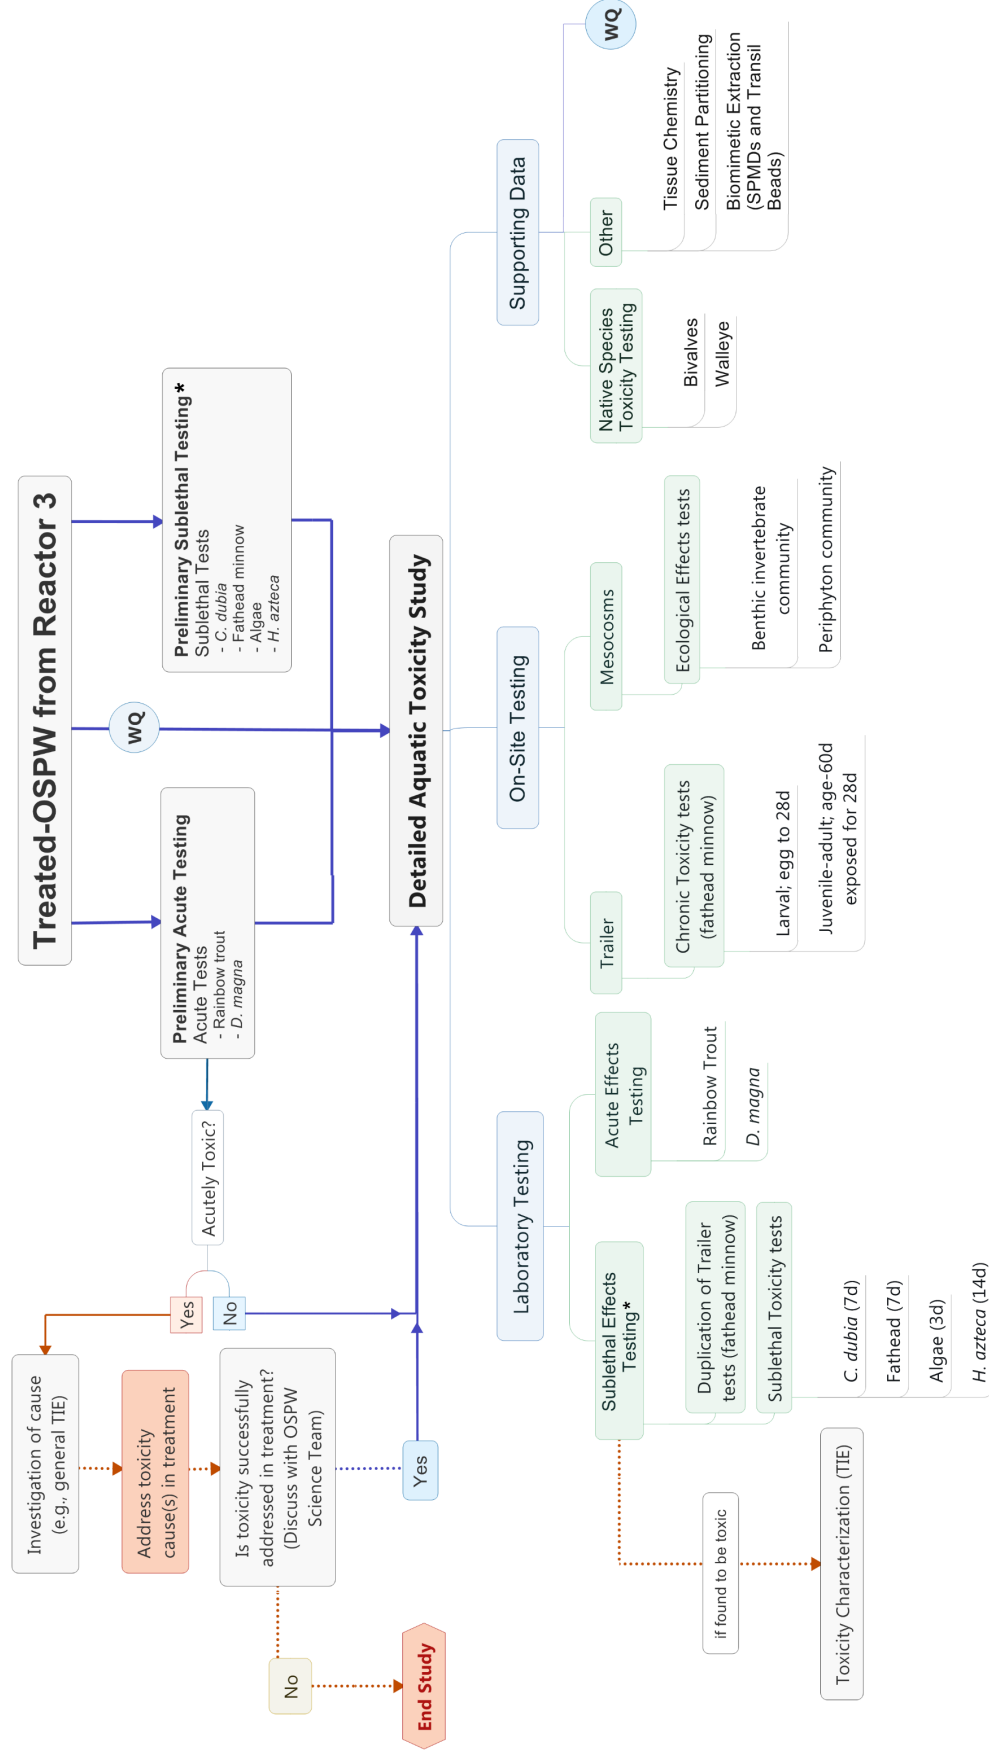 Treated-OSPW from Reactor 3
Investigation of cause
(e.g., general TIE)
Address toxicity
cause(s) in treatment
Is toxicity successfully
addressed in treatment?
(Discuss with OSPW
Science Team)
No
End Study
Yes
Yes
No
Acutely Toxic?
Preliminary Acute Testing
Acute Tests
- Rainbow trout
- D. magna
WQ
Preliminary Sublethal Testing*
Sublethal Tests
- C. dubia
- Fathead minnow
- Algae
- H. azteca
Detailed Aquatic Toxicity Study
Laboratory Testing
Sublethal Effects
Testing*
Duplication of Trailer
tests (fathead minnow)
Sublethal Toxicity tests
C. dubia (7d)
Fathead (7d)
Algae (3d)
H. azteca (14d)
if found to be toxic
Toxicity Characterization (TIE)
Acute Effects
Testing
Rainbow Trout
D. magna
On-Site Testing
Trailer
Chronic Toxicity tests
(fathead minnow)
Larval; egg to 28d
Juvenile-adult; age-60d
exposed for 28d
Mesocosms
Ecological Effects tests
Benthic invertebrate
community
Periphyton community
Supporting Data
Native Species
Toxicity Testing
Bivalves
Walleye
Other
Tissue Chemistry
Sediment Partitioning
Biomimetic Extraction
(SPMDs and Transil
Beads)
WQ